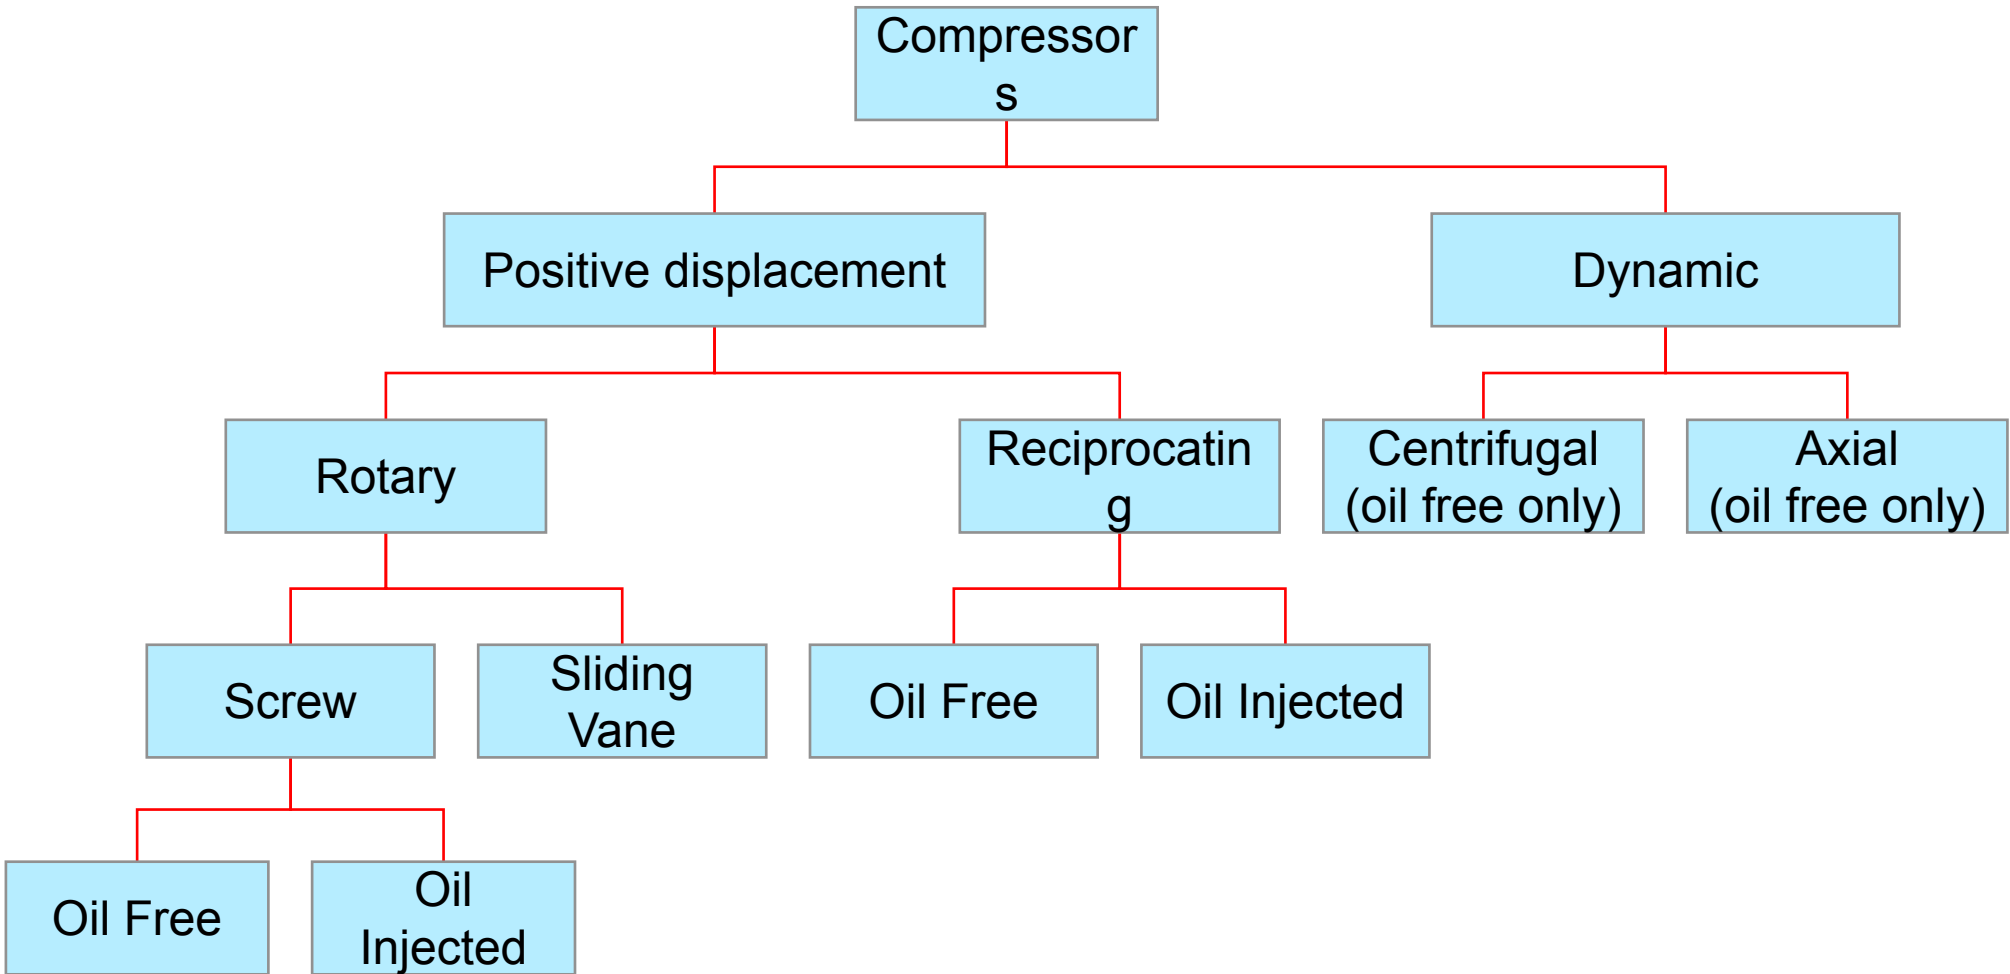 Compressor
s
Positive displacement
Dynamic
Rotary
Reciprocatin
g
Centrifugal
(oil free only)
Axial
(oil free only)
Screw
Sliding
Vane
Oil Free
Oil Injected
Oil Free
Oil
Injected